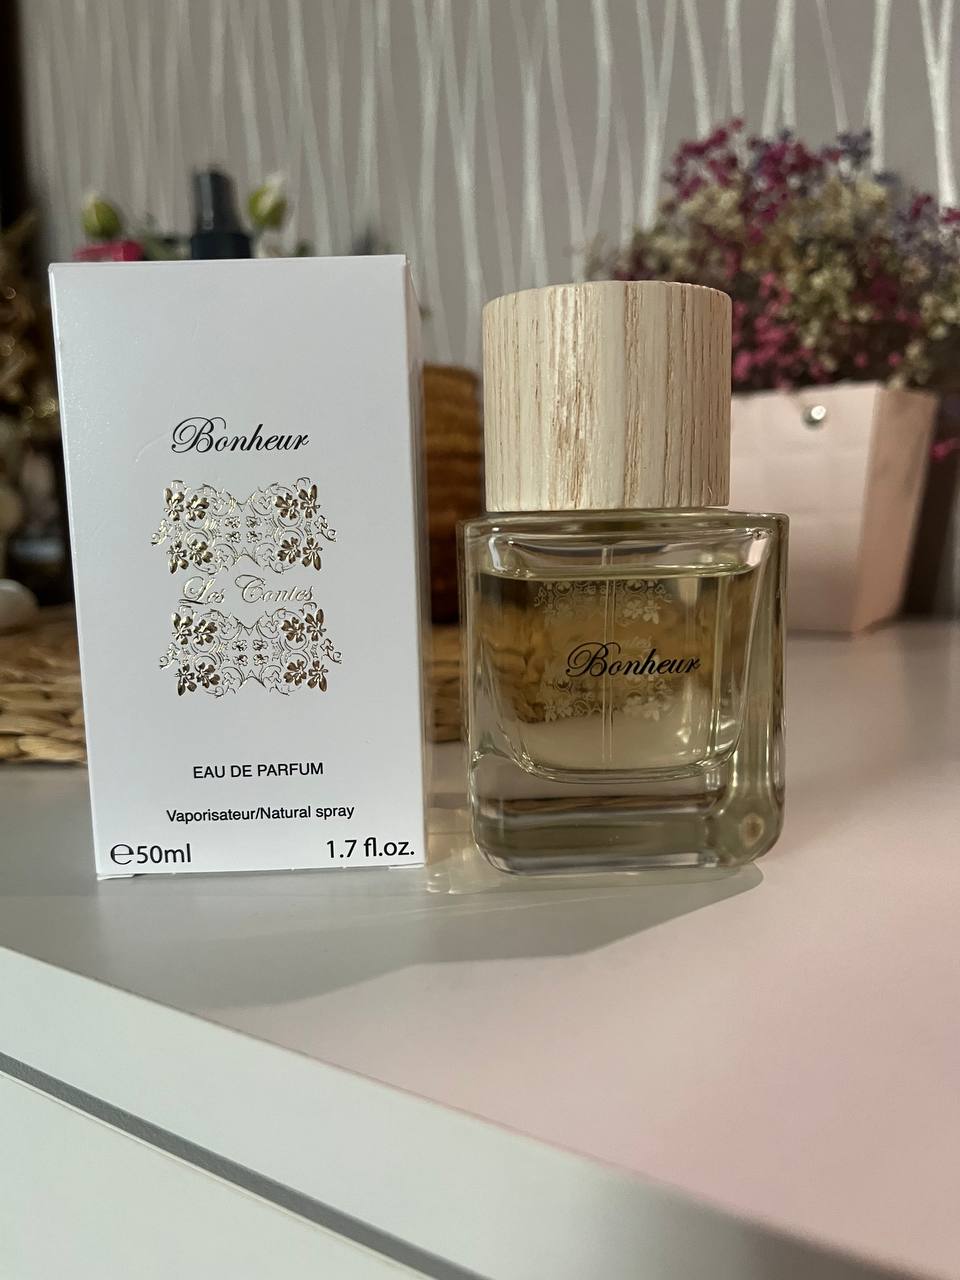 Bonheur
Les Contes
EAU DE PARFUM
Vaporisateur/Natural spray
℮50ml 1.7 fl.oz.
Bonheur